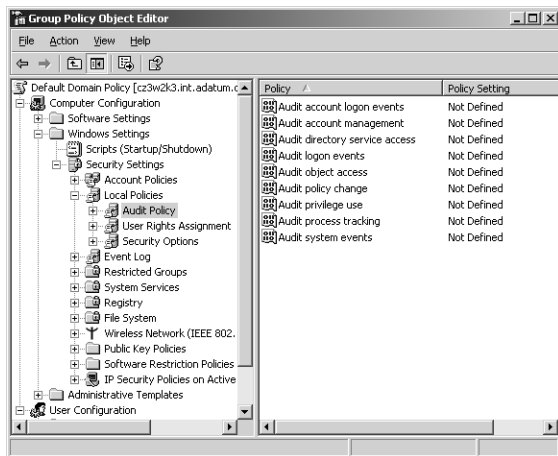 Group Policy Object Editor
File Action View Help
Default Domain Policy [cz3w2k3.int.adatum.c
Computer Configuration
Software Settings
Windows Settings
Scripts (Startup/Shutdown)
Security Settings
Account Policies
Local Policies
Audit Policy
User Rights Assignment
Security Options
Event Log
Restricted Groups
System Services
Registry
File System
Wireless Network (IEEE 802.
Public Key Policies
Software Restriction Policies
IP Security Policies on Active
Administrative Templates
User Configuration
Policy Policy Setting
Audit account logon events Not Defined
Audit account management Not Defined
Audit directory service access Not Defined
Audit logon events Not Defined
Audit object access Not Defined
Audit policy change Not Defined
Audit privilege use Not Defined
Audit process tracking Not Defined
Audit system events Not Defined